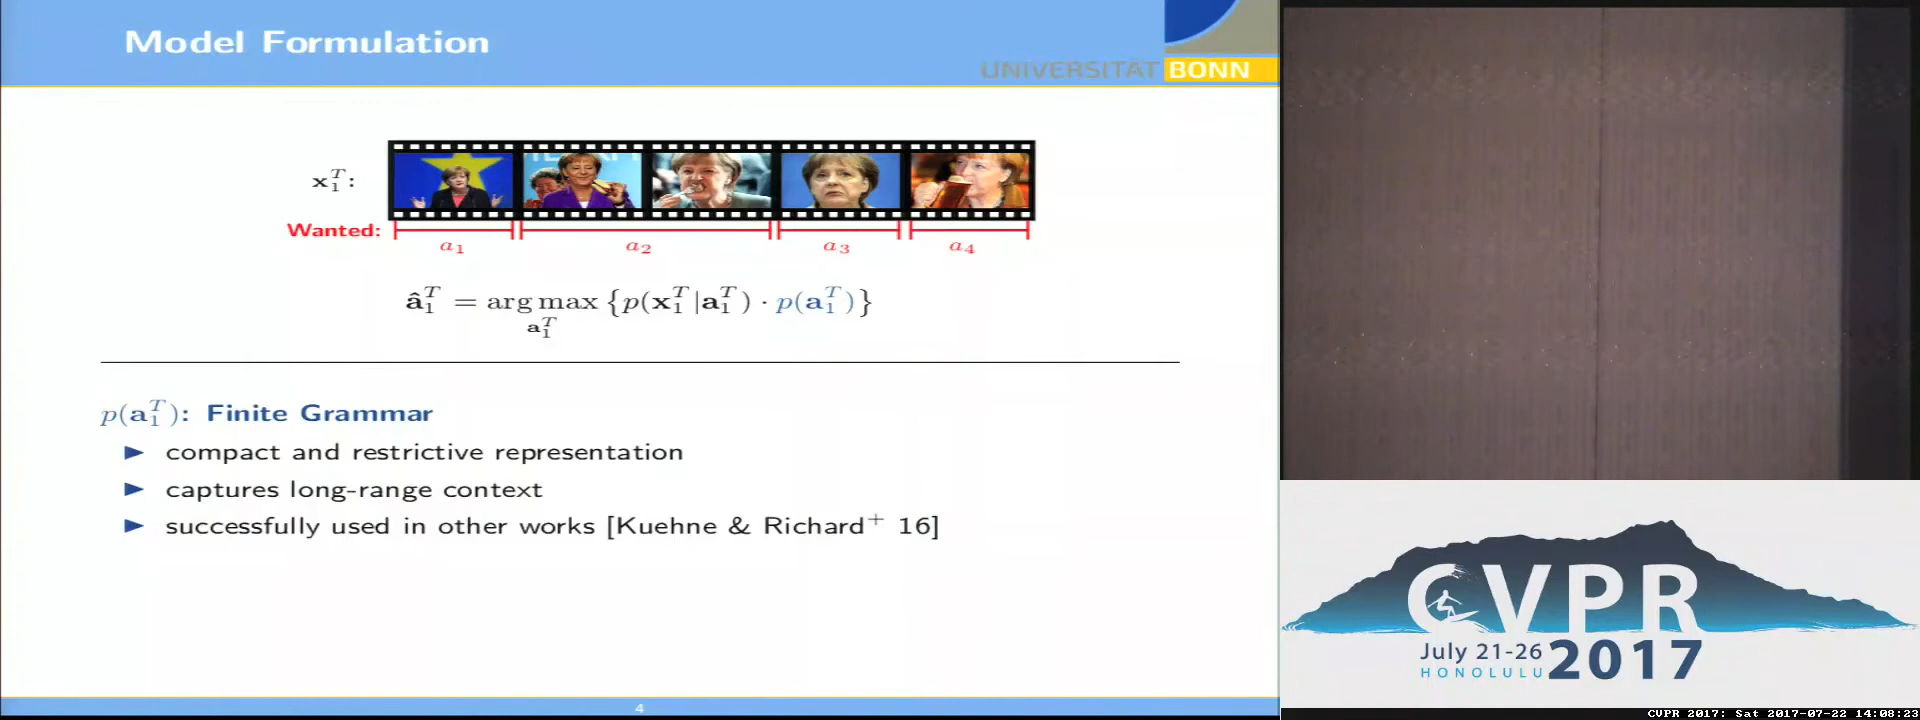 Model Formulation
UNIVERSITÄT BONN
x_1^T:
Wanted:
a_1 a_2 a_3 a_4
â_1^T = arg max {p(x_1^T|a_1^T) · p(a_1^T)}
a_1^T
p(a_1^T): Finite Grammar
► compact and restrictive representation
► captures long-range context
► successfully used in other works [Kuehne & Richard^+ 16]
4
CVPR
July 21-26
HONOLULU
2017
CVPR 2017: Sat 2017-07-22 14:08:23